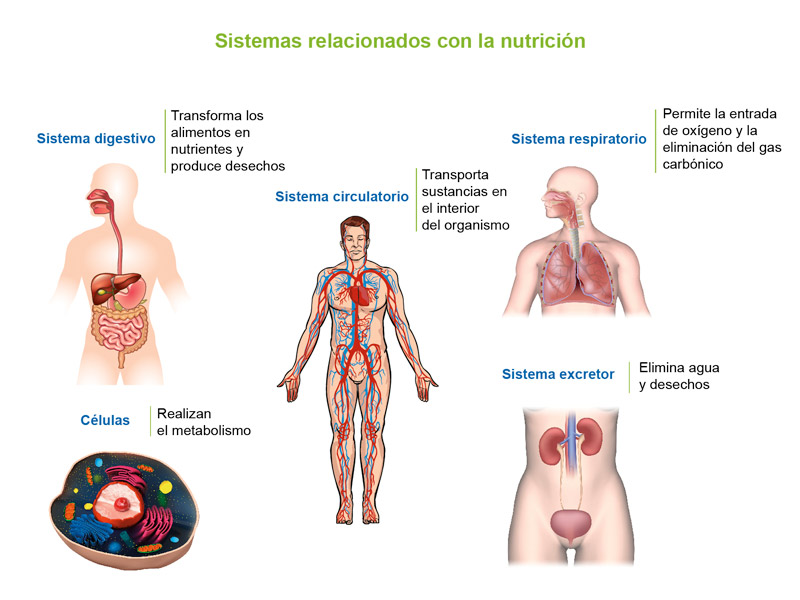 Sistemas relacionados con la nutrición
Sistema digestivo
Transforma los
alimentos en
nutrientes y
produce desechos
Sistema circulatorio
Transporta
sustancias en
el interior
del organismo
Sistema respiratorio
Permite la entrada
de oxígeno y la
eliminación del gas
carbónico
Células
Realizan
el metabolismo
Sistema excretor
Elimina agua
y desechos